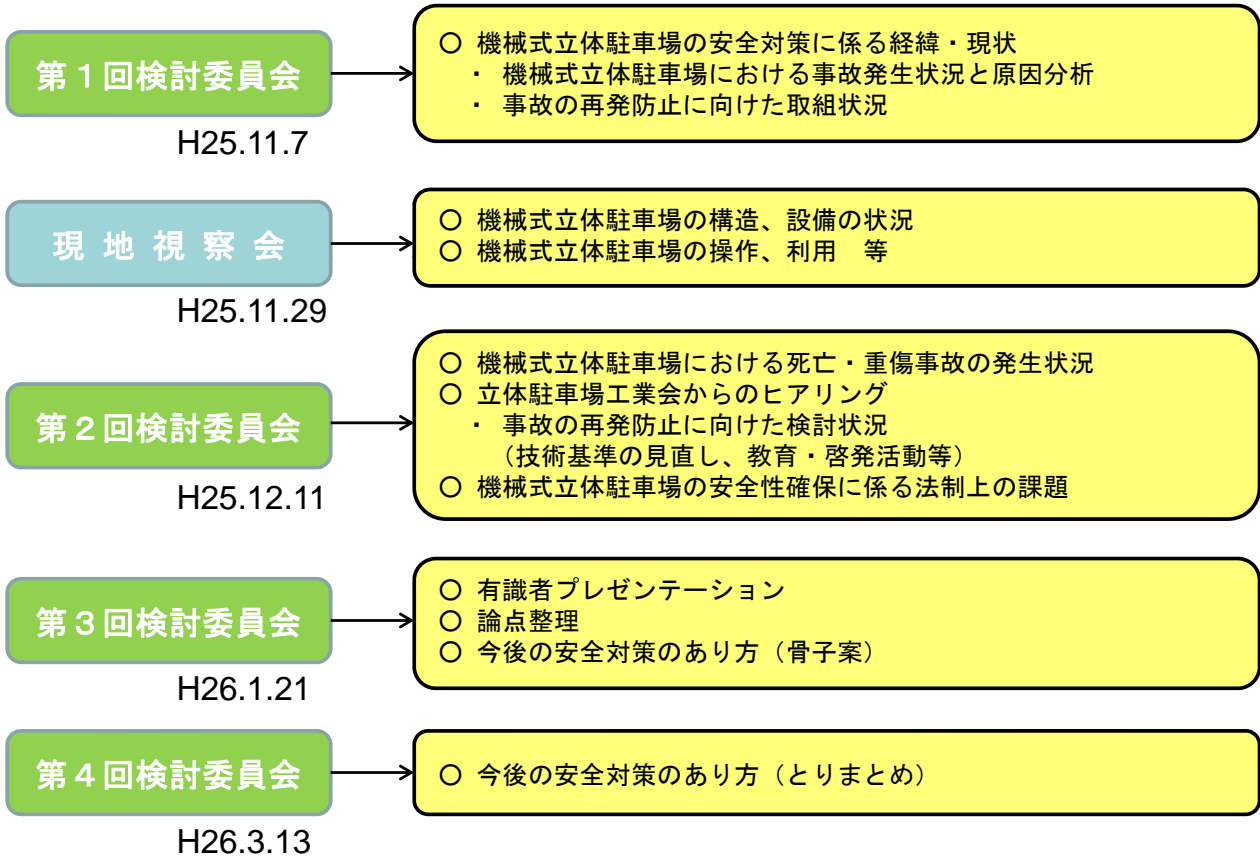 第１回検討委員会
H25.11.7
○ 機械式立体駐車場の安全対策に係る経緯・現状
・ 機械式立体駐車場における事故発生状況と原因分析
・ 事故の再発防止に向けた取組状況
現 地 視 察 会
H25.11.29
○ 機械式立体駐車場の構造、設備の状況
○ 機械式立体駐車場の操作、利用　等
第２回検討委員会
H25.12.11
○ 機械式立体駐車場における死亡・重傷事故の発生状況
○ 立体駐車場工業会からのヒアリング
・ 事故の再発防止に向けた検討状況
（技術基準の見直し、教育・啓発活動等）
○ 機械式立体駐車場の安全性確保に係る法制上の課題
第３回検討委員会
H26.1.21
○ 有識者プレゼンテーション
○ 論点整理
○ 今後の安全対策のあり方（骨子案）
第４回検討委員会
H26.3.13
○ 今後の安全対策のあり方（とりまとめ）